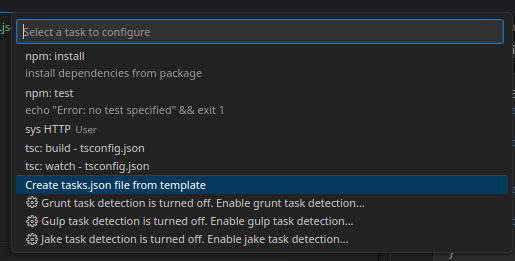 .js
Select a task to configure
npm: install
install dependencies from package
npm: test
echo "Error: no test specified" && exit 1
sys HTTP User
tsc: build - tsconfig.json
tsc: watch - tsconfig.json
Create tasks.json file from template
Grunt task detection is turned off. Enable grunt task detection...
Gulp task detection is turned off. Enable gulp task detection...
Jake task detection is turned off. Enable jake task detection...
}